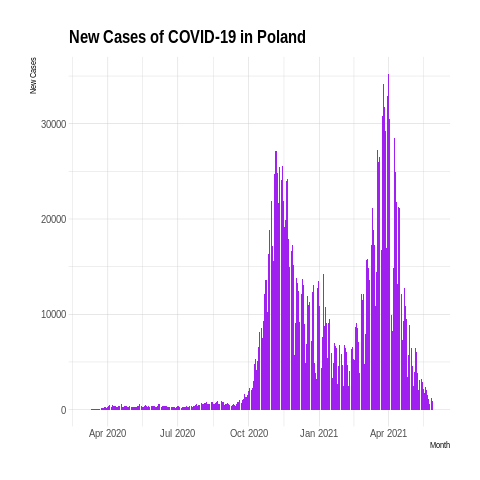 New Cases of COVID-19 in Poland
New Cases
30000
20000
10000
0
Apr 2020 Jul 2020 Oct 2020 Jan 2021 Apr 2021
Month